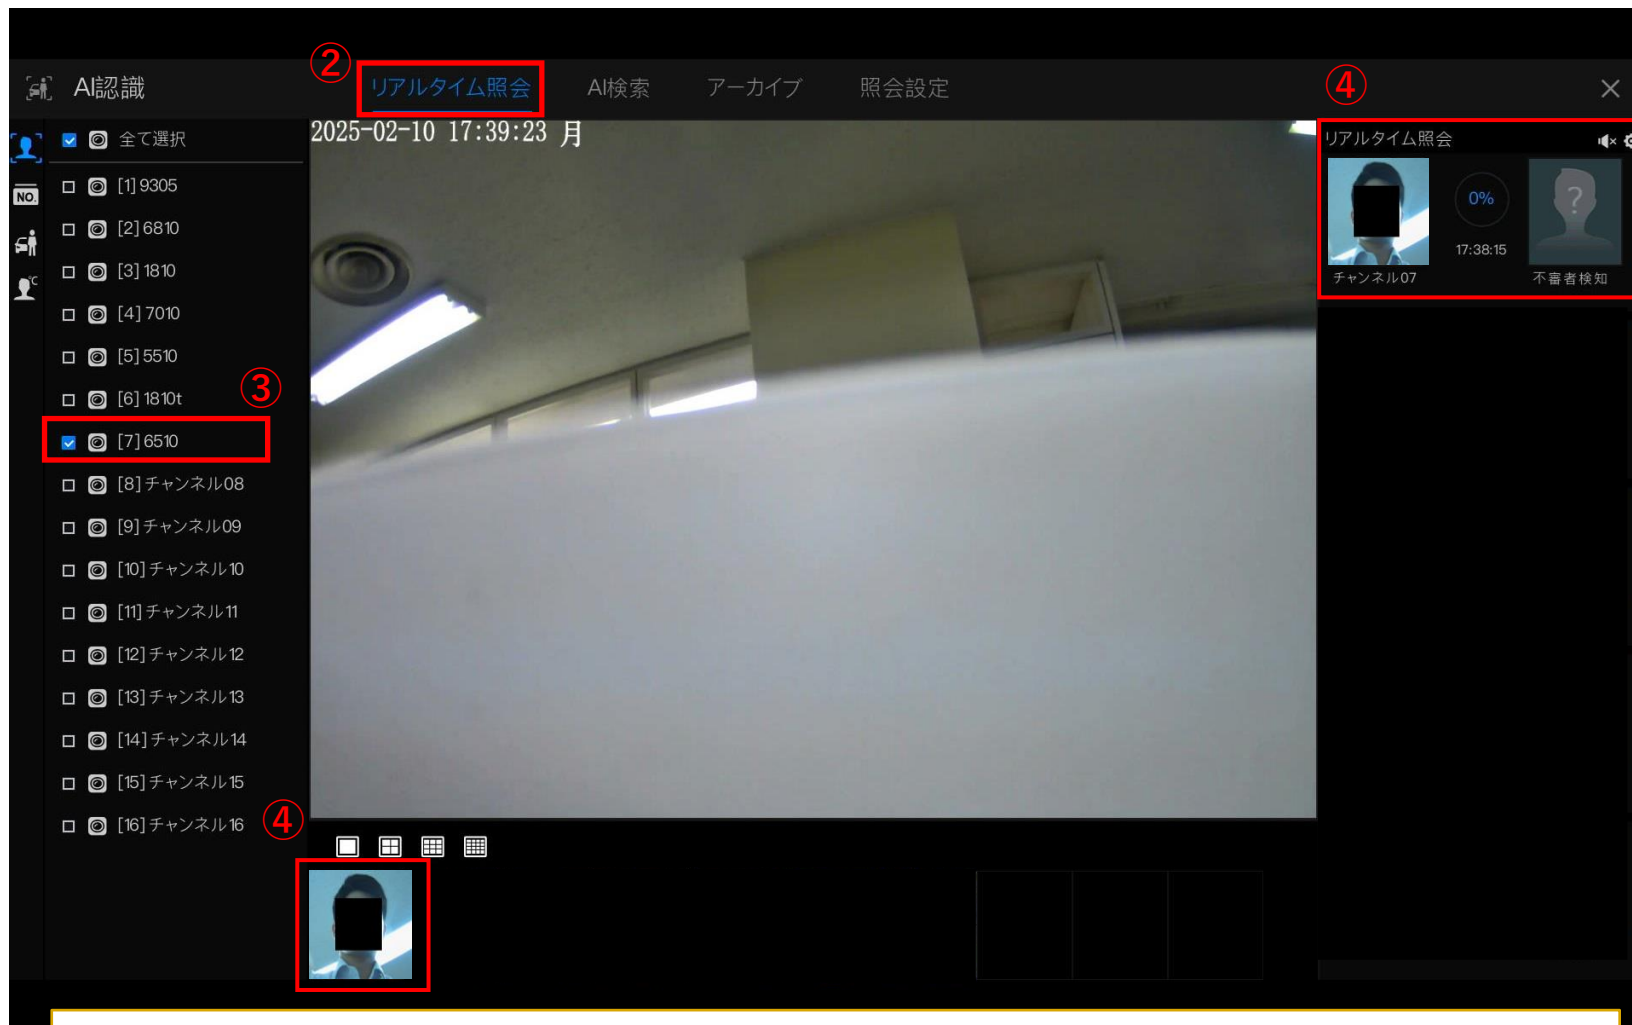 ②
④
AI認識
リアルタイム照会
AI検索
アーカイブ
照会設定
全て選択
2025-02-10 17:39:23 月
リアルタイム照会
NO.
℃
[1] 9305
[2] 6810
[3] 1810
[4] 7010
[5] 5510
[6] 1810t
③
[7] 6510
[8] チャンネル08
[9] チャンネル09
[10] チャンネル10
[11] チャンネル11
[12] チャンネル12
[13] チャンネル13
[14] チャンネル14
[15] チャンネル15
[16] チャンネル16
④
0%
?
17:38:15
チャンネル07
不審者検知